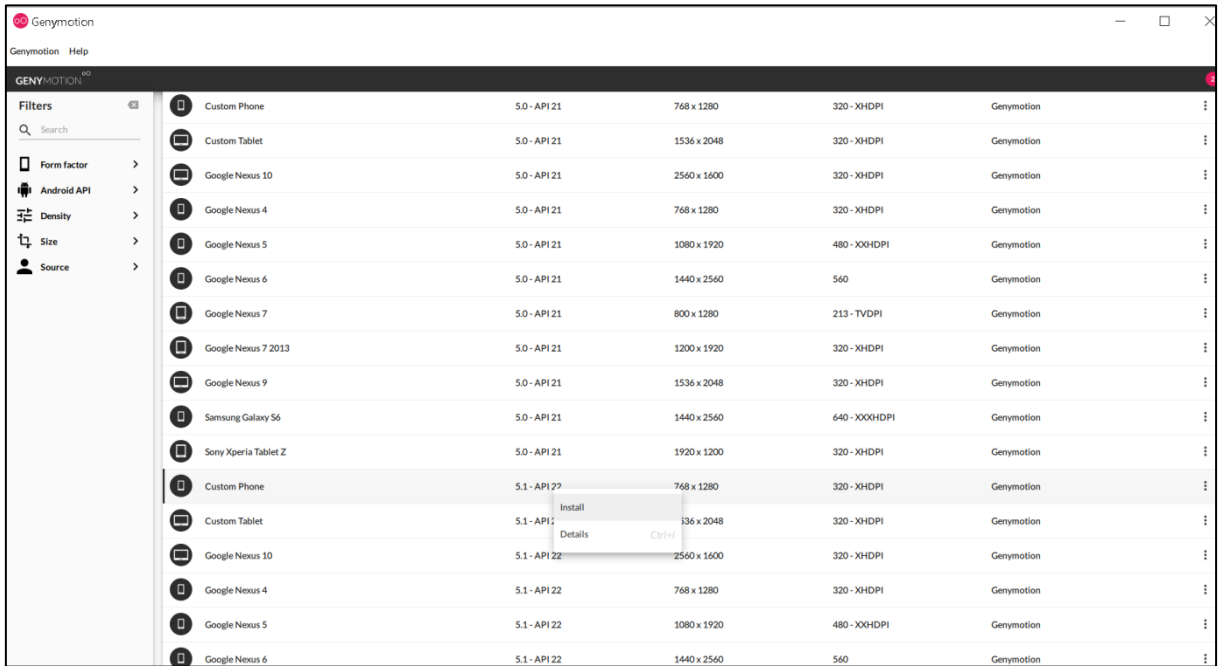 Genymotion
Genymotion Help
GENYMOTION oO 2
Filters
Search
Form factor
Android API
Density
Size
Source
Custom Phone 5.0 - API 21 768 x 1280 320 - XHDPI Genymotion
Custom Tablet 5.0 - API 21 1536 x 2048 320 - XHDPI Genymotion
Google Nexus 10 5.0 - API 21 2560 x 1600 320 - XHDPI Genymotion
Google Nexus 4 5.0 - API 21 768 x 1280 320 - XHDPI Genymotion
Google Nexus 5 5.0 - API 21 1080 x 1920 480 - XXHDPI Genymotion
Google Nexus 6 5.0 - API 21 1440 x 2560 560 Genymotion
Google Nexus 7 5.0 - API 21 800 x 1280 213 - TVDPI Genymotion
Google Nexus 7 2013 5.0 - API 21 1200 x 1920 320 - XHDPI Genymotion
Google Nexus 9 5.0 - API 21 1536 x 2048 320 - XHDPI Genymotion
Samsung Galaxy S6 5.0 - API 21 1440 x 2560 640 - XXXHDPI Genymotion
Sony Xperia Tablet Z 5.0 - API 21 1920 x 1200 320 - XHDPI Genymotion
Custom Phone 5.1 - API 22 768 x 1280 320 - XHDPI Genymotion
Install
Custom Tablet 5.1 - API 2 536 x 2048 320 - XHDPI Genymotion
Details Ctrl+I
Google Nexus 10 5.1 - API 22 2560 x 1600 320 - XHDPI Genymotion
Google Nexus 4 5.1 - API 22 768 x 1280 320 - XHDPI Genymotion
Google Nexus 5 5.1 - API 22 1080 x 1920 480 - XXHDPI Genymotion
Google Nexus 6 5.1 - API 22 1440 x 2560 560 Genymotion